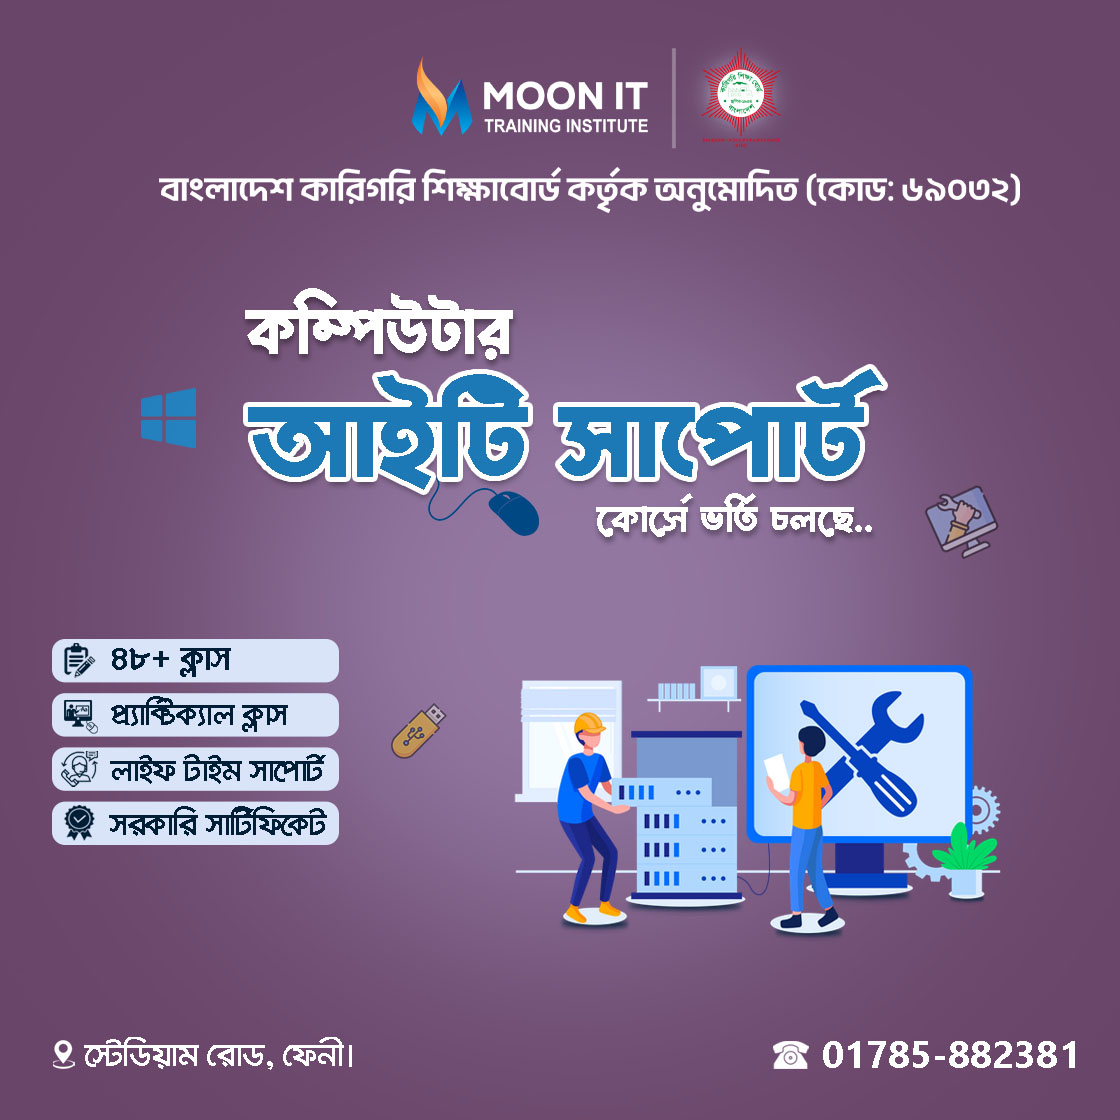 MOON IT
TRAINING INSTITUTE
কারিগরি শিক্ষা বোর্ড
বাংলাদেশ
বাংলাদেশ কারিগরি শিক্ষাবোর্ড কর্তৃক অনুমোদিত (কোড: ৬৯০৩২)
কম্পিউটার
আইটি সাপোর্ট
কোর্সে ভর্তি চলছে..
৪৮+ ক্লাস
প্র্যাক্টিক্যাল ক্লাস
লাইফ টাইম সাপোর্ট
সরকারি সার্টিফিকেট
স্টেডিয়াম রোড, ফেনী।
01785-882381